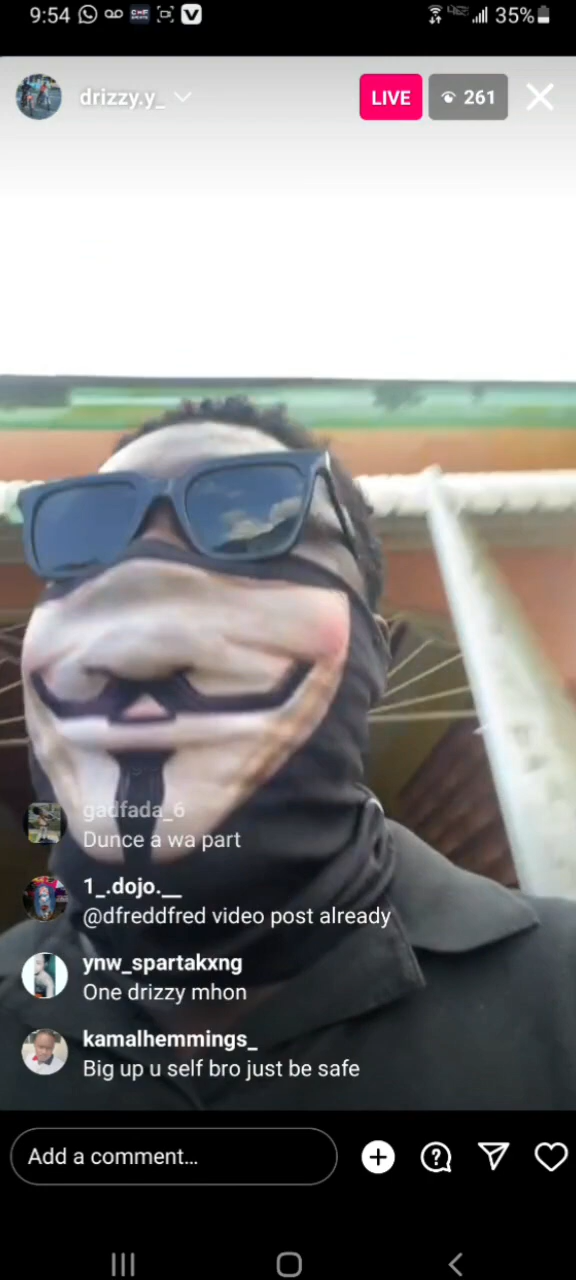 9:54
35%
drizzy.y_
LIVE
261
gadfada_6
Dunce a wa part
1_.dojo.__
@dfreddfred video post already
ynw_spartakxng
One drizzy mhon
kamalhemmings_
Big up u self bro just be safe
Add a comment...